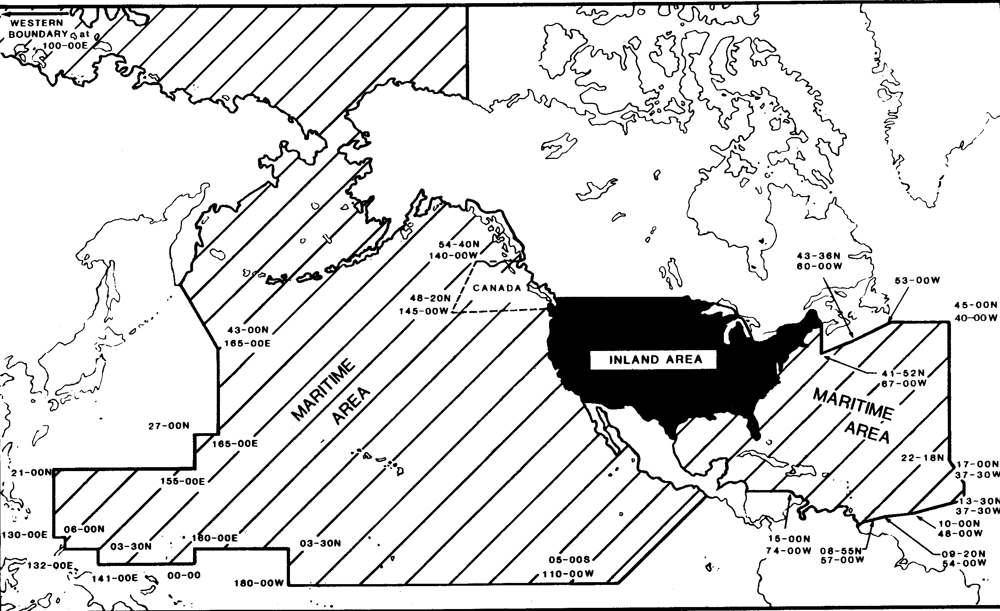 WESTERN
BOUNDARY at
100-00E
54-40N
140-00W
43-36N
60-00W
53-00W
CANADA
48-20N
145-00W
45-00N
40-00W
43-00N
165-00E
INLAND AREA
41-52N
67-00W
MARITIME
AREA
MARITIME
AREA
27-00N
165-00E
22-18N
17-00N
37-30W
21-00N
155-00E
13-30N
37-30W
130-00E
06-00N
10-00N
48-00W
160-00E
03-30N
03-30N
15-00N
74-00W
08-55N
57-00W
09-20N
54-00W
05-00S
110-00W
132-00E
141-00E
00-00
180-00W